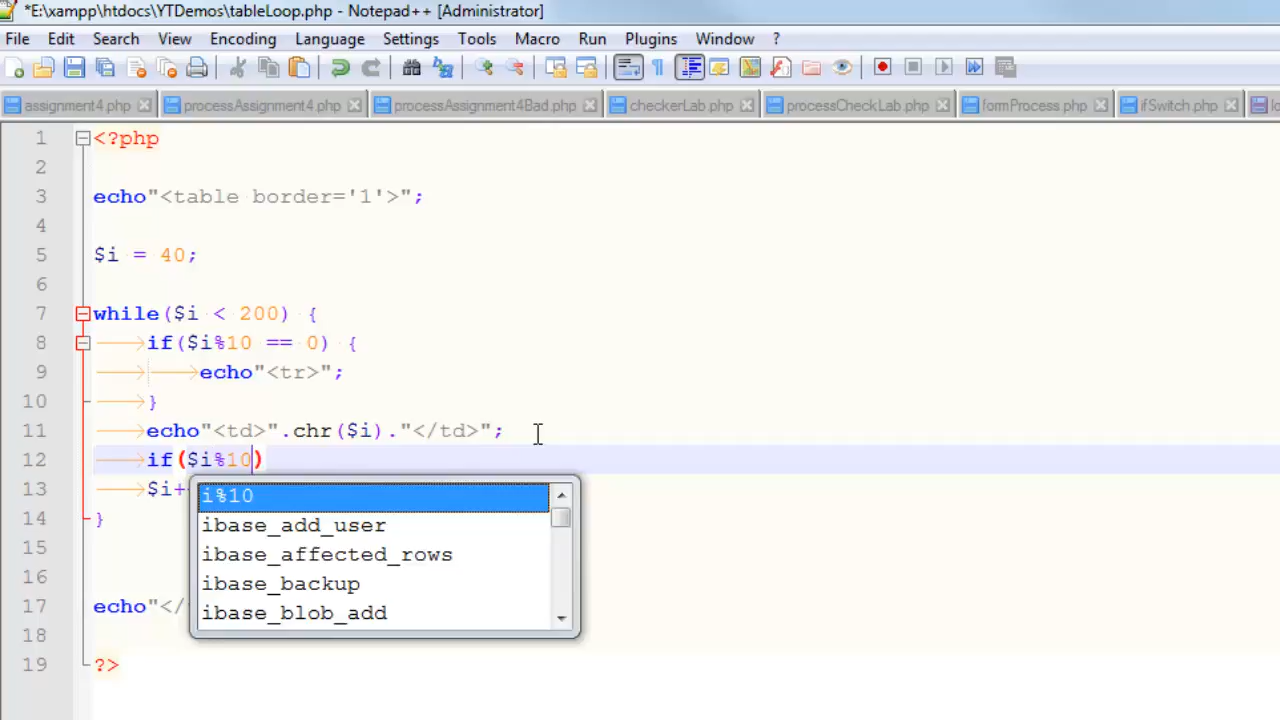 *E:\xampp\htdocs\YTDemos\tableLoop.php - Notepad++ [Administrator]
File Edit Search View Encoding Language Settings Tools Macro Run Plugins Window ?
assignment4.php processAssignment4.php processAssignment4Bad.php checkerLab.php processCheckLab.php formProcess.php ifSwitch.php
1 <?php
2
3 echo"<table border='1'>";
4
5 $i = 40;
6
7 while($i < 200) {
8 if($i%10 == 0) {
9 echo"<tr>";
10 }
11 echo"<td>".chr($i)."</td>";
12 if($i%10)
13 $i+
14 }
15
16
17 echo"</
18
19 ?>
i%10
ibase_add_user
ibase_affected_rows
ibase_backup
ibase_blob_add